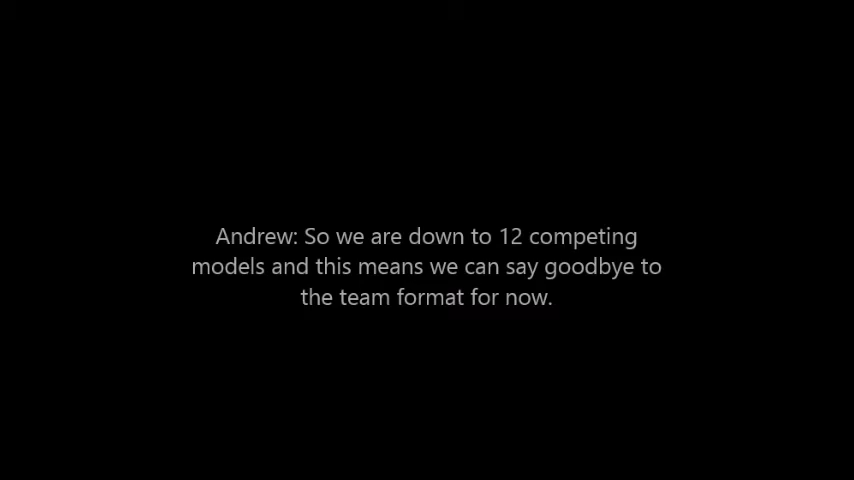 Andrew: So we are down to 12 competing
models and this means we can say goodbye to
the team format for now.